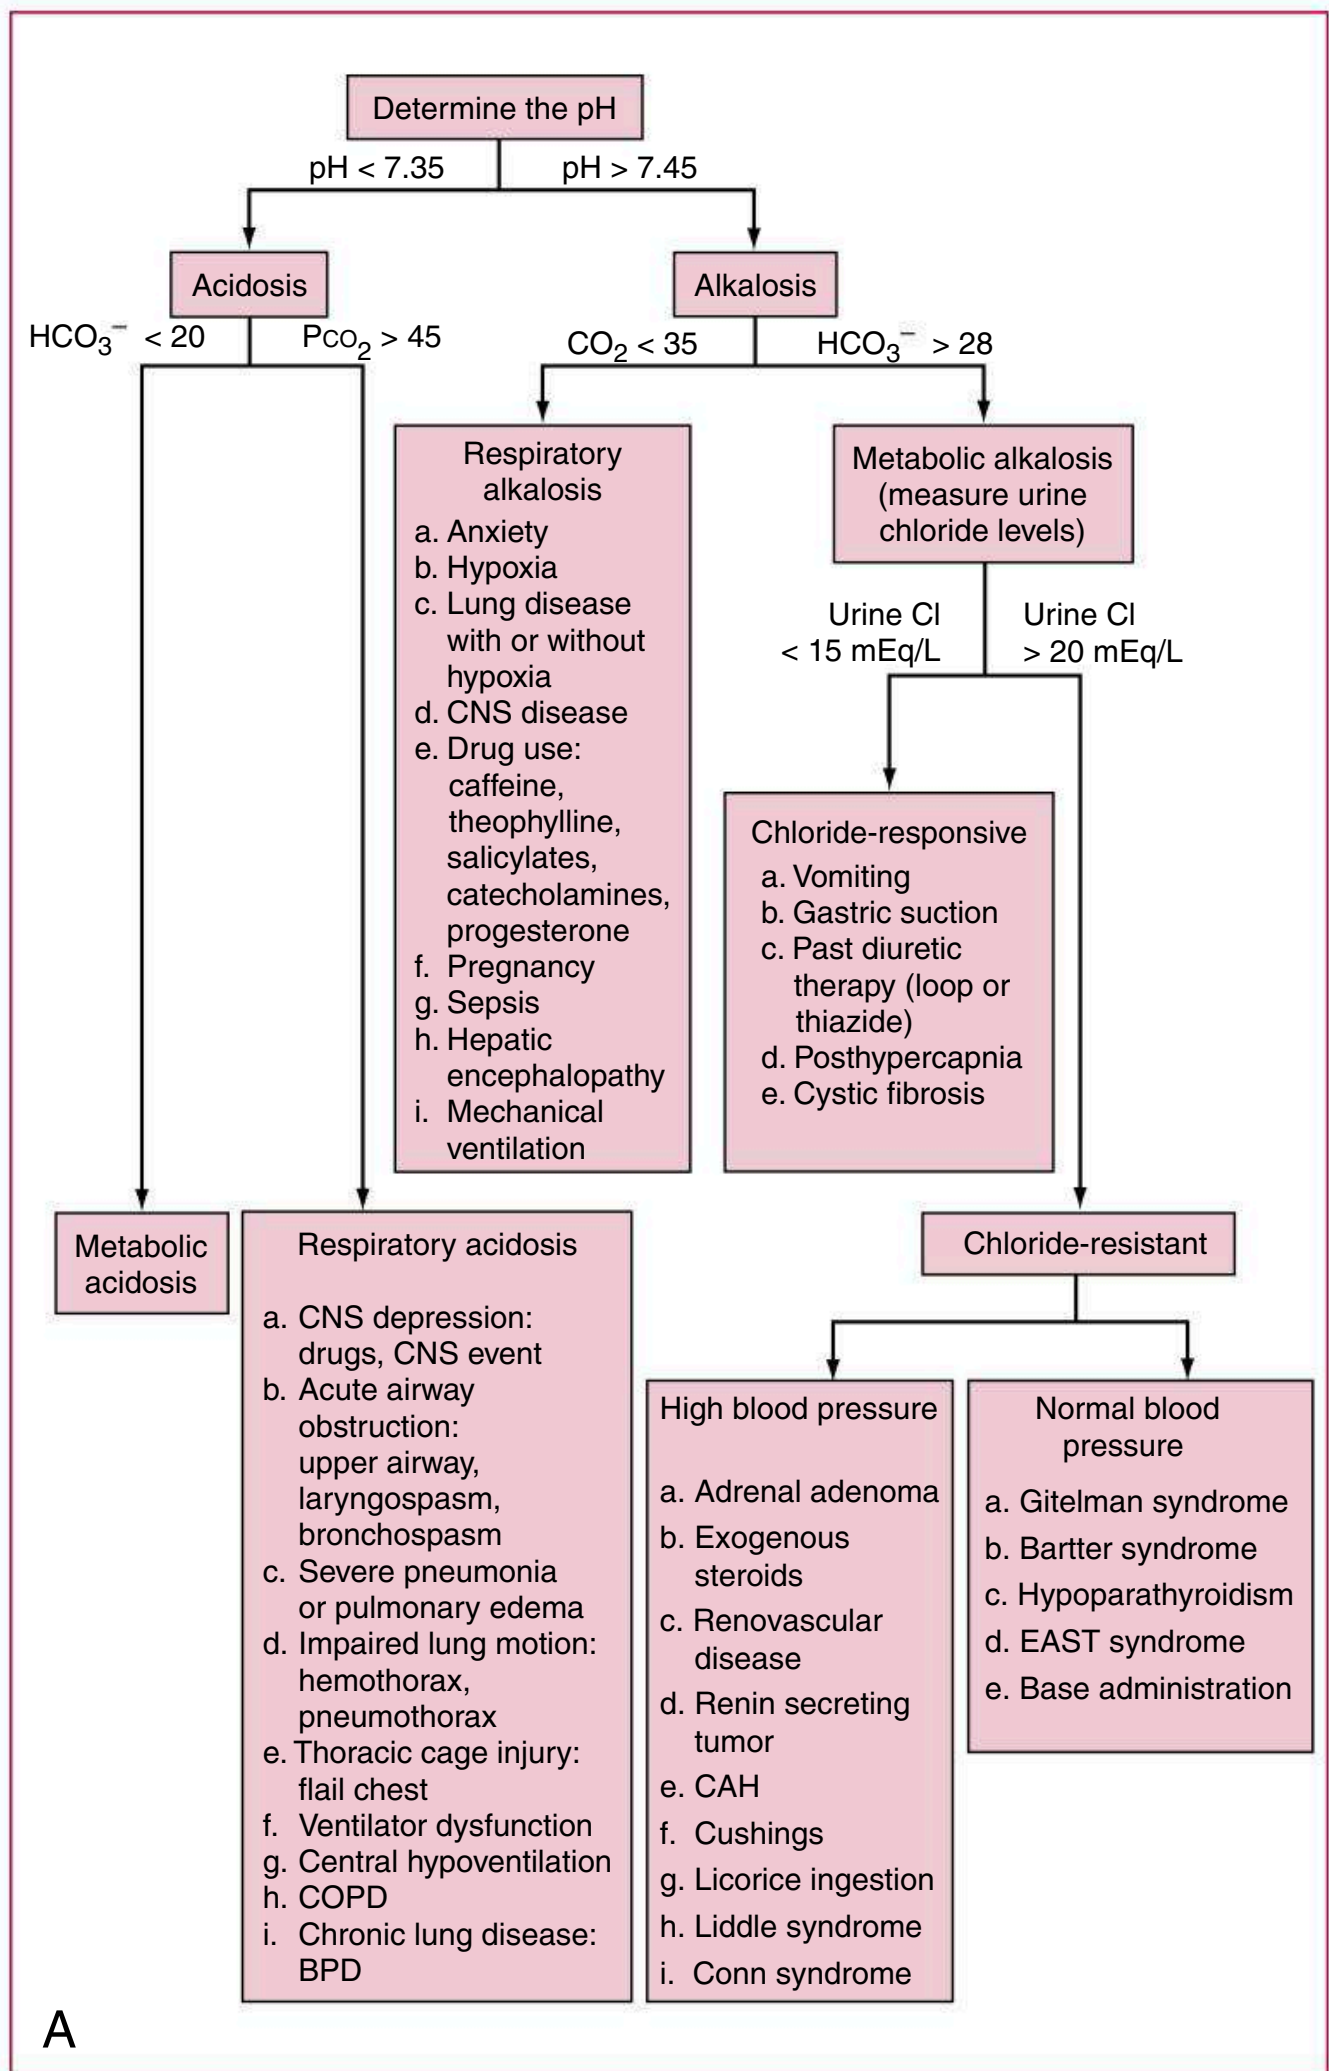 Determine the pH
pH < 7.35
pH > 7.45
Acidosis
Alkalosis
HCO₃⁻ < 20
PCO₂ > 45
CO₂ < 35
HCO₃⁻ > 28
Respiratory
alkalosis
a. Anxiety
b. Hypoxia
c. Lung disease
with or without
hypoxia
d. CNS disease
e. Drug use:
caffeine,
theophylline,
salicylates,
catecholamines,
progesterone
f. Pregnancy
g. Sepsis
h. Hepatic
encephalopathy
i. Mechanical
ventilation
Metabolic alkalosis
(measure urine
chloride levels)
Urine Cl
< 15 mEq/L
Urine Cl
> 20 mEq/L
Chloride-responsive
a. Vomiting
b. Gastric suction
c. Past diuretic
therapy (loop or
thiazide)
d. Posthypercapnia
e. Cystic fibrosis
Metabolic
acidosis
Respiratory acidosis
a. CNS depression:
drugs, CNS event
b. Acute airway
obstruction:
upper airway,
laryngospasm,
bronchospasm
c. Severe pneumonia
or pulmonary edema
d. Impaired lung motion:
hemothorax,
pneumothorax
e. Thoracic cage injury:
flail chest
f. Ventilator dysfunction
g. Central hypoventilation
h. COPD
i. Chronic lung disease:
BPD
Chloride-resistant
High blood pressure
a. Adrenal adenoma
b. Exogenous
steroids
c. Renovascular
disease
d. Renin secreting
tumor
e. CAH
f. Cushings
g. Licorice ingestion
h. Liddle syndrome
i. Conn syndrome
Normal blood
pressure
a. Gitelman syndrome
b. Bartter syndrome
c. Hypoparathyroidism
d. EAST syndrome
e. Base administration
A